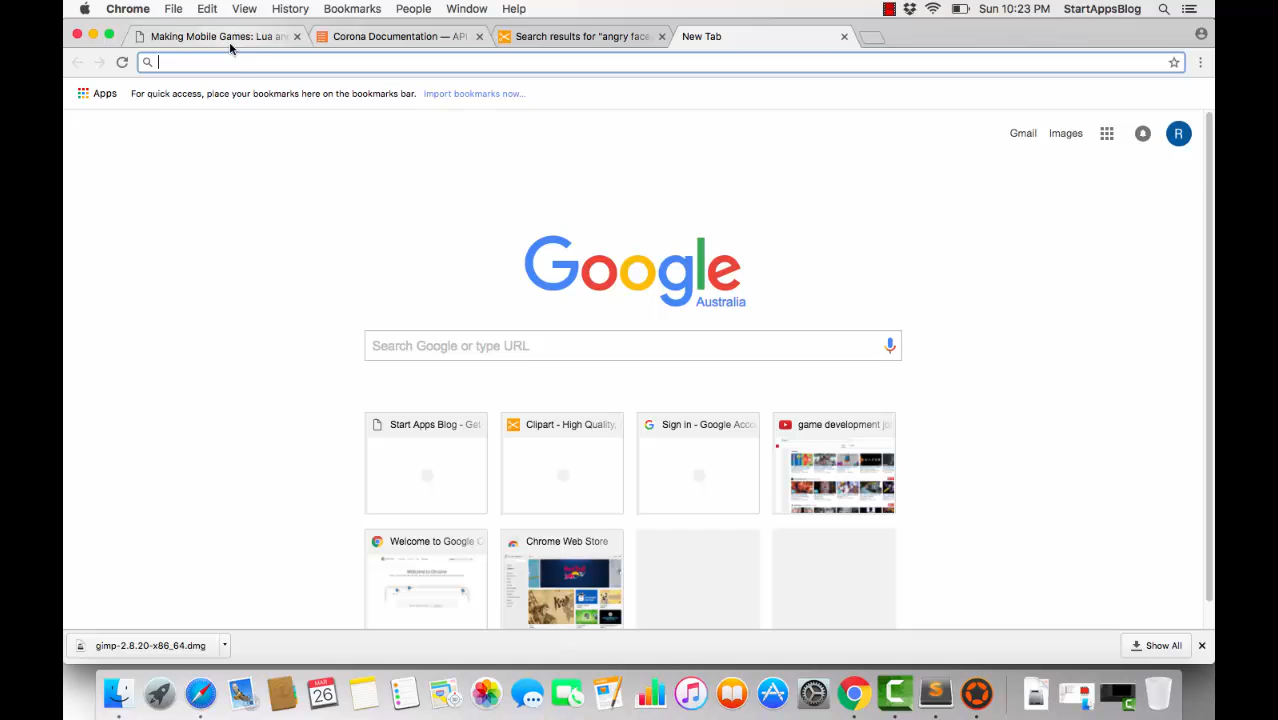 Chrome File Edit View History Bookmarks People Window Help Sun 10:23 PM StartAppsBlog
Making Mobile Games: Lua an Corona Documentation — API Search results for "angry face New Tab
Apps For quick access, place your bookmarks here on the bookmarks bar. Import bookmarks now...
Gmail Images R
Google
Australia
Search Google or type URL
Start Apps Blog - Get Clipart - High Quality, Sign in - Google Acco game development jo
Welcome to Google C Chrome Web Store
gimp-2.8.20-x86_64.dmg Show All
MAR
26